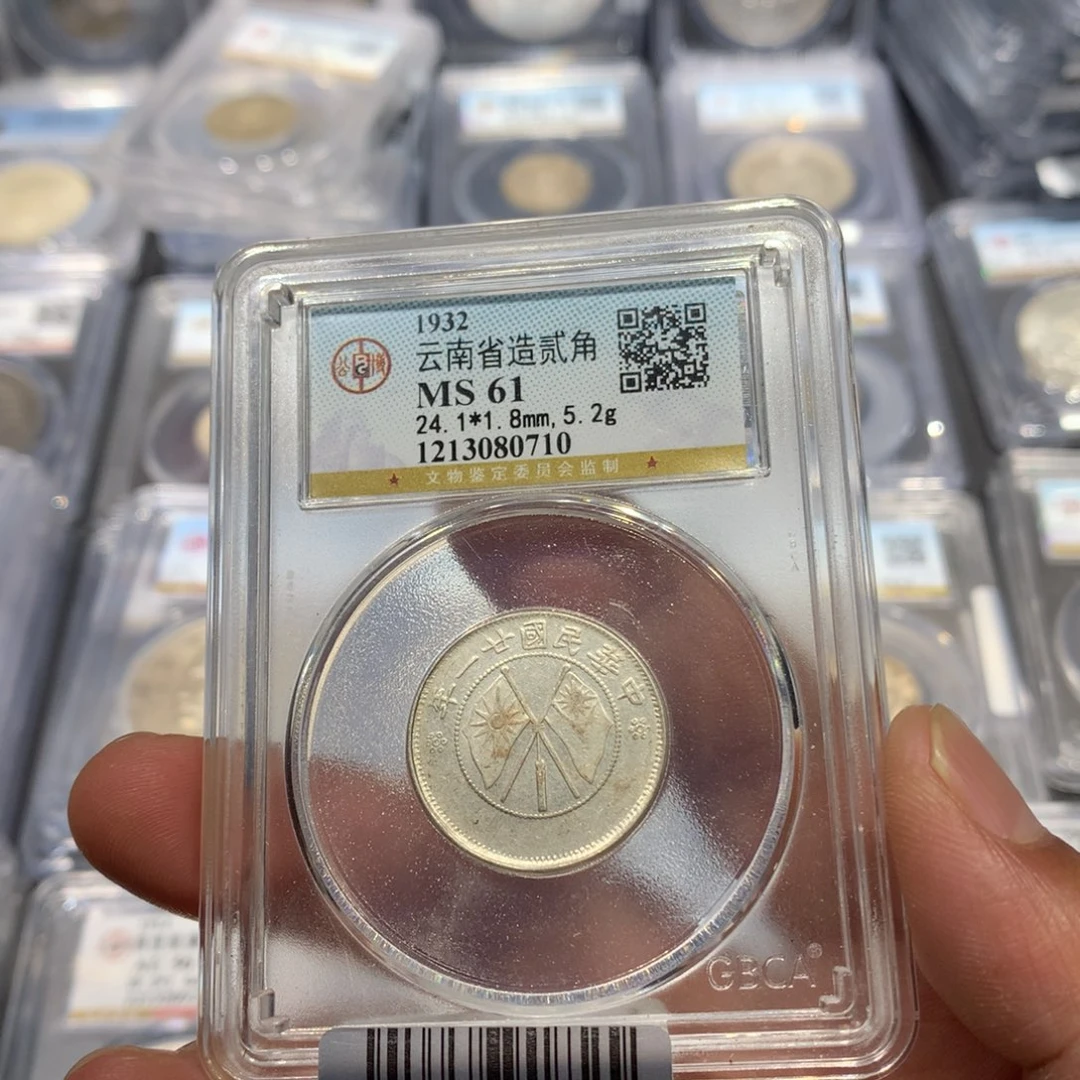 1932
云南省造贰角
MS 61
24.1*1.8mm,5.2g
1213080710
文物鉴定委员会监制
中華民國廿一年
GBCA